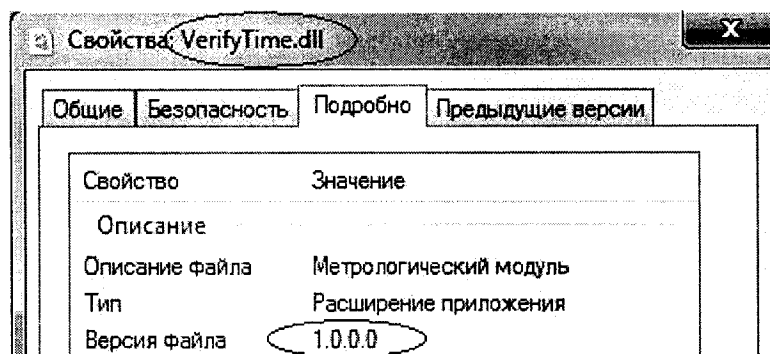 Свойства: VerifyTime.dll
X
Общие Безопасность Подробно Предыдущие версии
Свойство Значение
Описание
Описание файла Метрологический модуль
Тип Расширение приложения
Версия файла 1.0.0.0